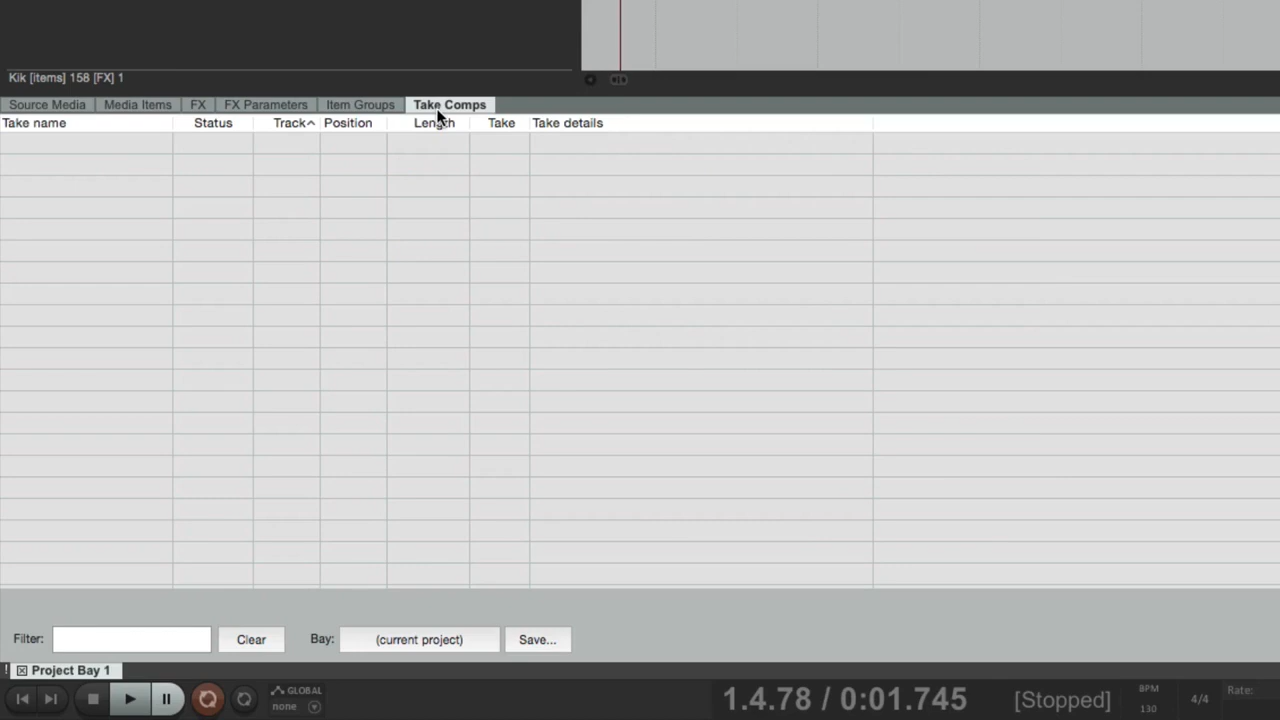 Kik [items] 158 [FX] 1
Source Media Media Items FX FX Parameters Item Groups Take Comps
Take name Status Track Position Length Take Take details
Filter: Clear Bay: (current project) Save...
! Project Bay 1
GLOBAL
none
1.4.78 / 0:01.745 [Stopped]
BPM
130
4/4
Rate: